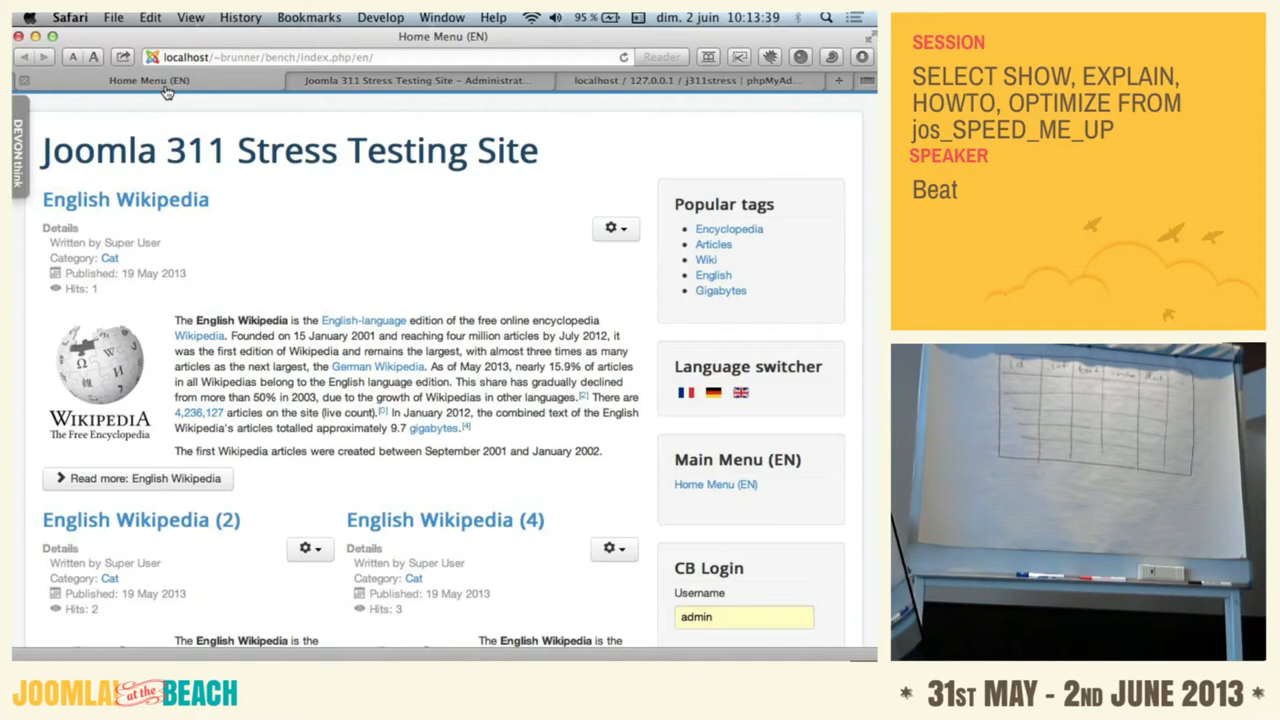 Safari File Edit View History Bookmarks Develop Window Help 95 % dim. 2 juin 10:13:39
Home Menu (EN)
A A localhost/~brunner/bench/index.php/en/ Reader
Home Menu (EN) Joomla 311 Stress Testing Site - Administrat... localhost / 127.0.0.1 / j311stress | phpMyAd...
DEVONthink
Joomla 311 Stress Testing Site
English Wikipedia
Details
Written by Super User
Category: Cat
Published: 19 May 2013
Hits: 1
The English Wikipedia is the English-language edition of the free online encyclopedia
Wikipedia. Founded on 15 January 2001 and reaching four million articles by July 2012, it
was the first edition of Wikipedia and remains the largest, with almost three times as many
articles as the next largest, the German Wikipedia. As of May 2013, nearly 15.9% of articles
in all Wikipedias belong to the English language edition. This share has gradually declined
from more than 50% in 2003, due to the growth of Wikipedias in other languages.[2] There are
4,236,127 articles on the site (live count).[0] In January 2012, the combined text of the English
Wikipedia's articles totalled approximately 9.7 gigabytes.[4]
The first Wikipedia articles were created between September 2001 and January 2002.
WIKIPEDIA
The Free Encyclopedia
Read more: English Wikipedia
English Wikipedia (2)
Details
Written by Super User
Category: Cat
Published: 19 May 2013
Hits: 2
The English Wikipedia is the
English Wikipedia (4)
Details
Written by Super User
Category: Cat
Published: 19 May 2013
Hits: 3
The English Wikipedia is the
Popular tags
Encyclopedia
Articles
Wiki
English
Gigabytes
Language switcher
Main Menu (EN)
Home Menu (EN)
CB Login
Username
admin
SESSION
SELECT SHOW, EXPLAIN,
HOWTO, OPTIMIZE FROM
jos_SPEED_ME_UP
SPEAKER
Beat
JOOMLA! at the BEACH
* 31ST MAY - 2ND JUNE 2013 *